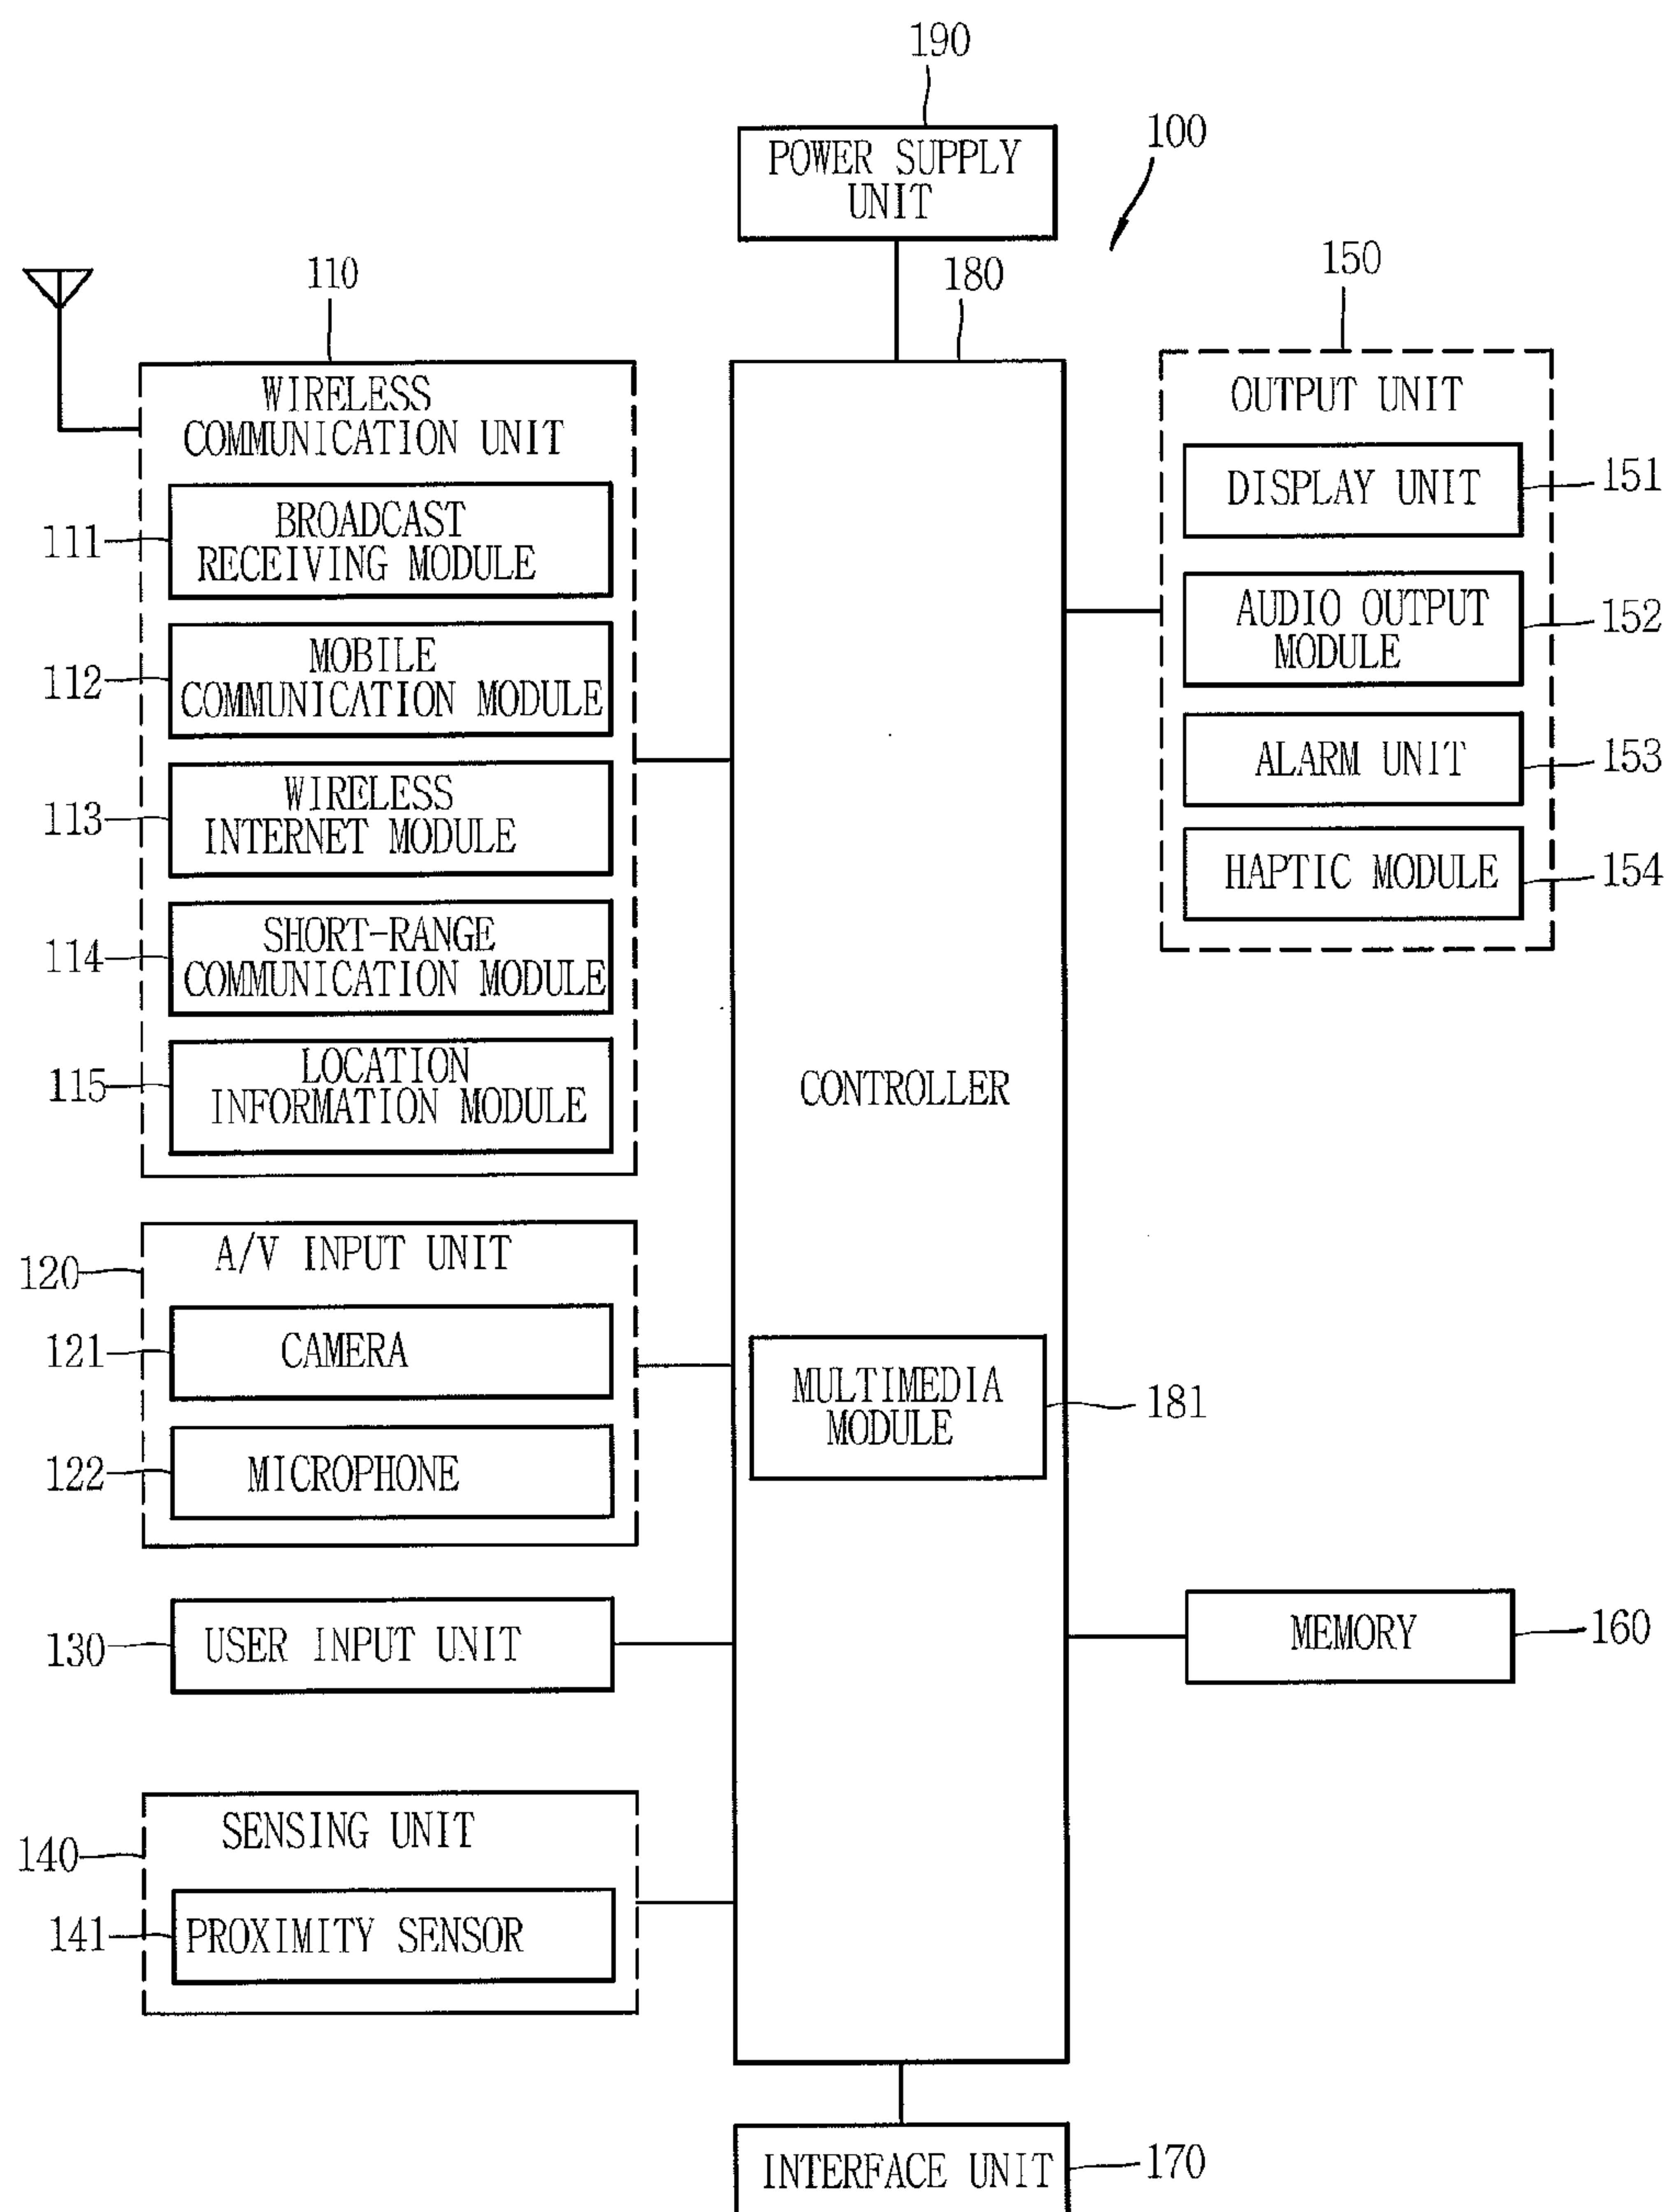 190
POWER SUPPLY
UNIT
100
110
180
150
WIRELESS
COMMUNICATION UNIT
111
BROADCAST
RECEIVING MODULE
112
MOBILE
COMMUNICATION MODULE
113
WIRELESS
INTERNET MODULE
114
SHORT-RANGE
COMMUNICATION MODULE
115
LOCATION
INFORMATION MODULE
120
A/V INPUT UNIT
121
CAMERA
122
MICROPHONE
130
USER INPUT UNIT
140
SENSING UNIT
141
PROXIMITY SENSOR
CONTROLLER
MULTIMEDIA
MODULE
181
OUTPUT UNIT
DISPLAY UNIT
151
AUDIO OUTPUT
MODULE
152
ALARM UNIT
153
HAPTIC MODULE
154
MEMORY
160
INTERFACE UNIT
170